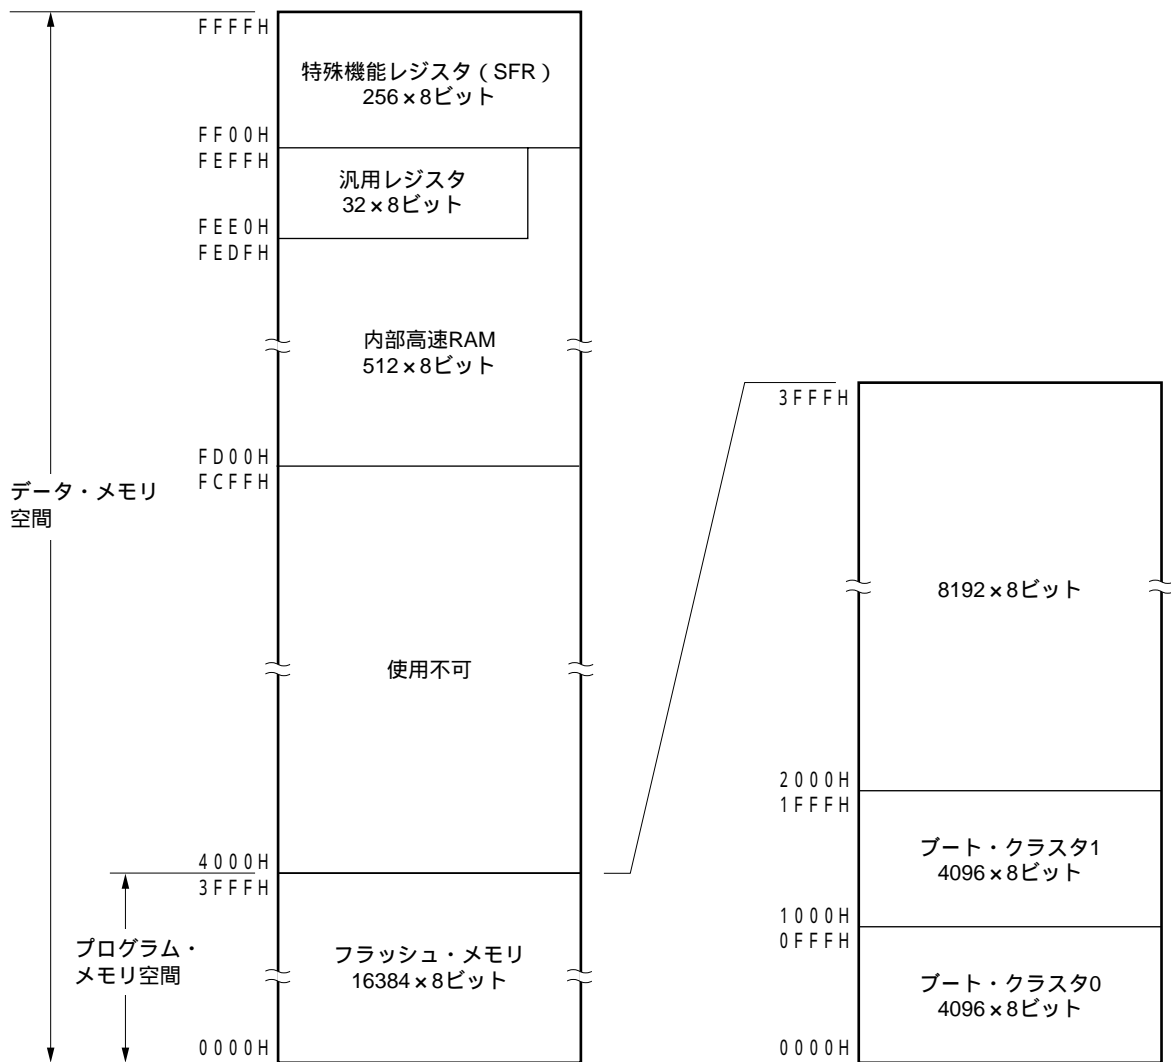 FFFFH
特殊機能レジスタ(SFR)
256×8ビット
FF00H
FEFFH
汎用レジスタ
32×8ビット
FEE0H
FEDFH
内部高速RAM
512×8ビット
FD00H
FCFFH
データ・メモリ
空間
使用不可
4000H
3FFFH
プログラム・
メモリ空間
フラッシュ・メモリ
16384×8ビット
0000H
3FFFH
8192×8ビット
2000H
1FFFH
ブート・クラスタ1
4096×8ビット
1000H
0FFFH
ブート・クラスタ0
4096×8ビット
0000H